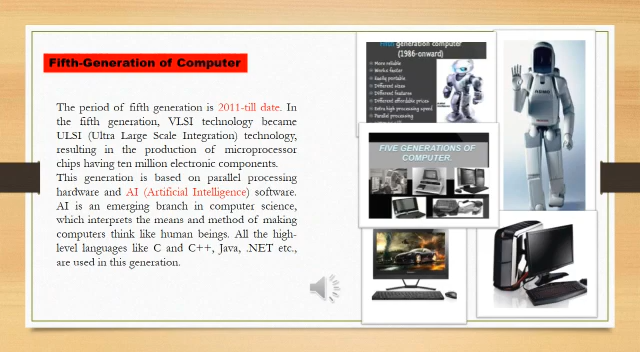 Fifth-Generation of Computer
The period of fifth generation is 2011-till date. In
the fifth generation, VLSI technology became
ULSI (Ultra Large Scale Integration) technology,
resulting in the production of microprocessor
chips having ten million electronic components.
This generation is based on parallel processing
hardware and AI (Artificial Intelligence) software.
AI is an emerging branch in computer science,
which interprets the means and method of making
computers think like human beings. All the high-
level languages like C and C++, Java, .NET etc.,
are used in this generation.
Fifth generation computer
(1986-onward)
More reliable
Works faster
Easily portable
Different sizes
Different features
Different affordable prices
Extra high processing speed
Parallel processing
FIVE GENERATIONS OF
COMPUTER.